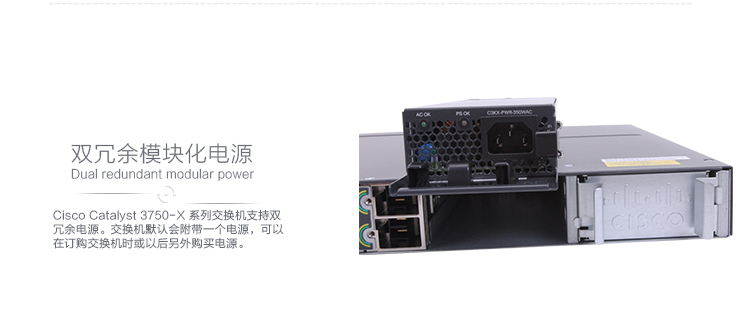 双冗余模块化电源
Dual redundant modular power
Cisco Catalyst 3750-X 系列交换机支持双
冗余电源。交换机默认会附带一个电源，可以
在订购交换机时或以后另外购买电源。
AC OK
PS OK
C3KX-PWR-350WAC
CISCO